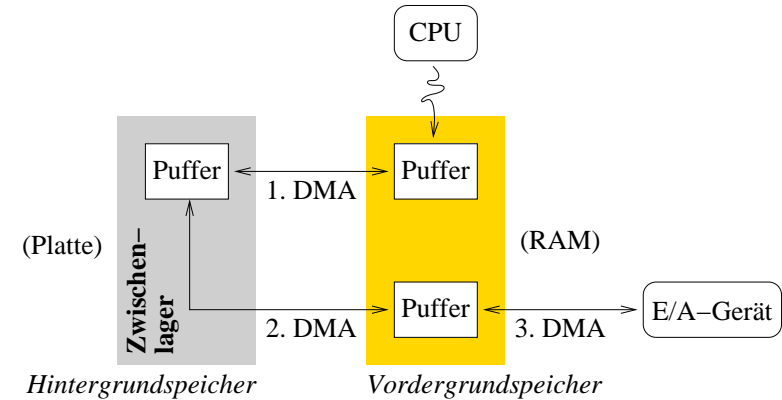 CPU
Puffer
Puffer
1. DMA
(Platte)
Zwischen–
lager
(RAM)
Puffer
E/A–Gerät
2. DMA
3. DMA
Hintergrundspeicher
Vordergrundspeicher